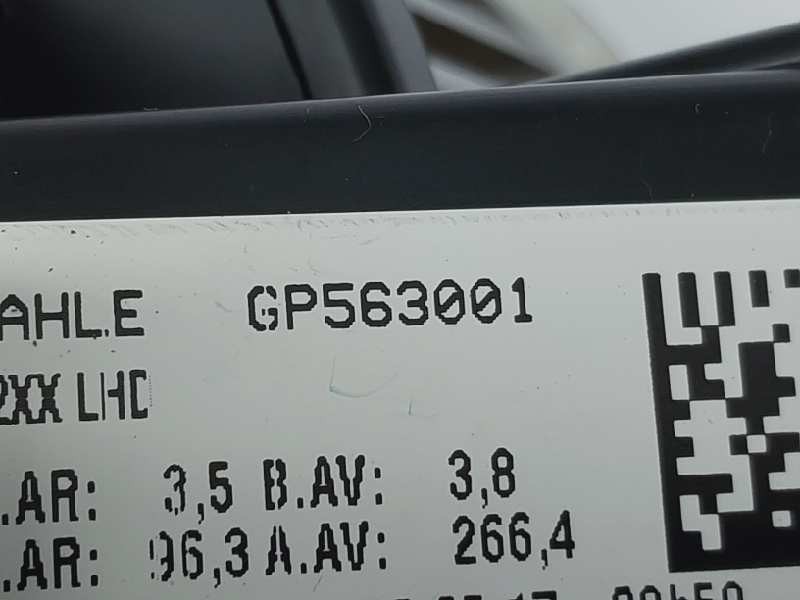 AHLE GP563001
2XX LHD
.AR: 3,5 B.AV: 3,8
.AR: 96,3 A.AV: 266,4